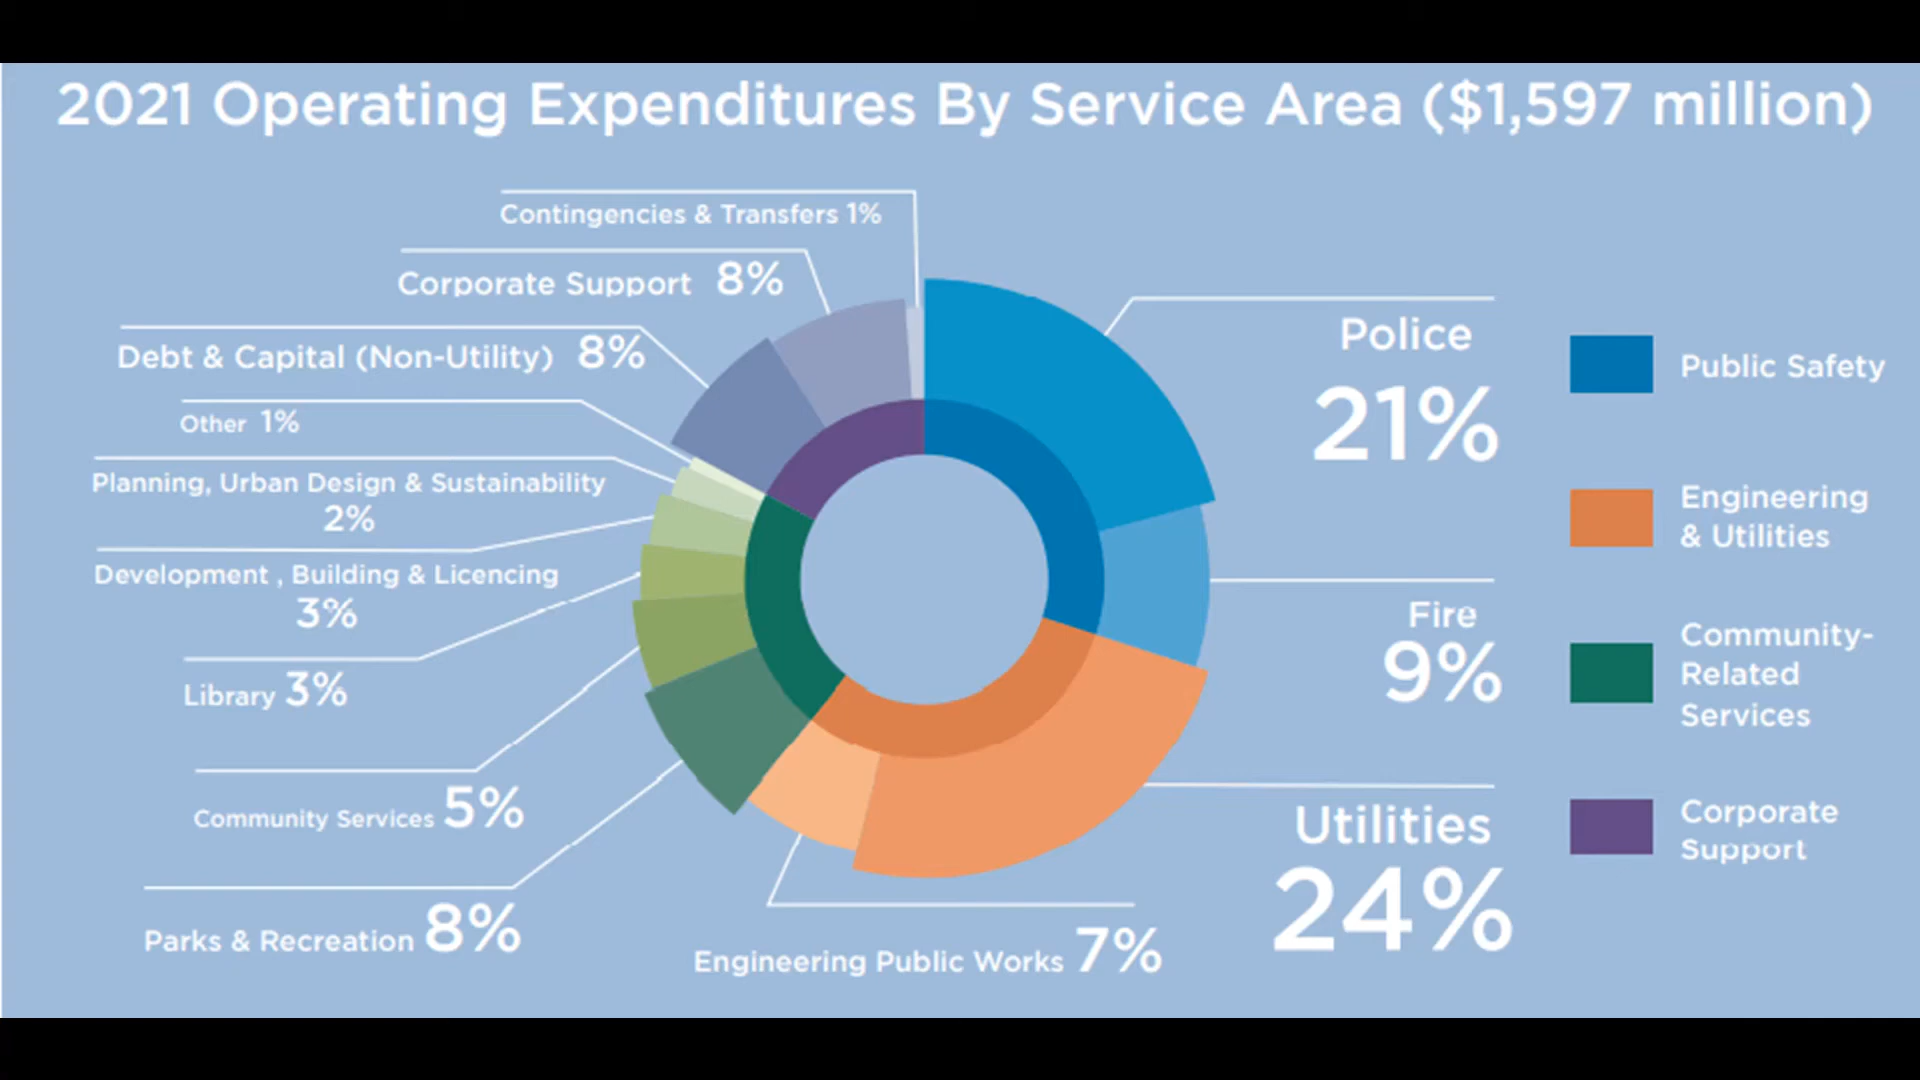 2021 Operating Expenditures By Service Area ($1,597 million)
Contingencies & Transfers 1%
Corporate Support 8%
Debt & Capital (Non-Utility) 8%
Other 1%
Planning, Urban Design & Sustainability
2%
Development , Building & Licencing
3%
Library 3%
Community Services 5%
Parks & Recreation 8%
Engineering Public Works 7%
Police
21%
Fire
9%
Utilities
24%
Public Safety
Engineering
& Utilities
Community-
Related
Services
Corporate
Support